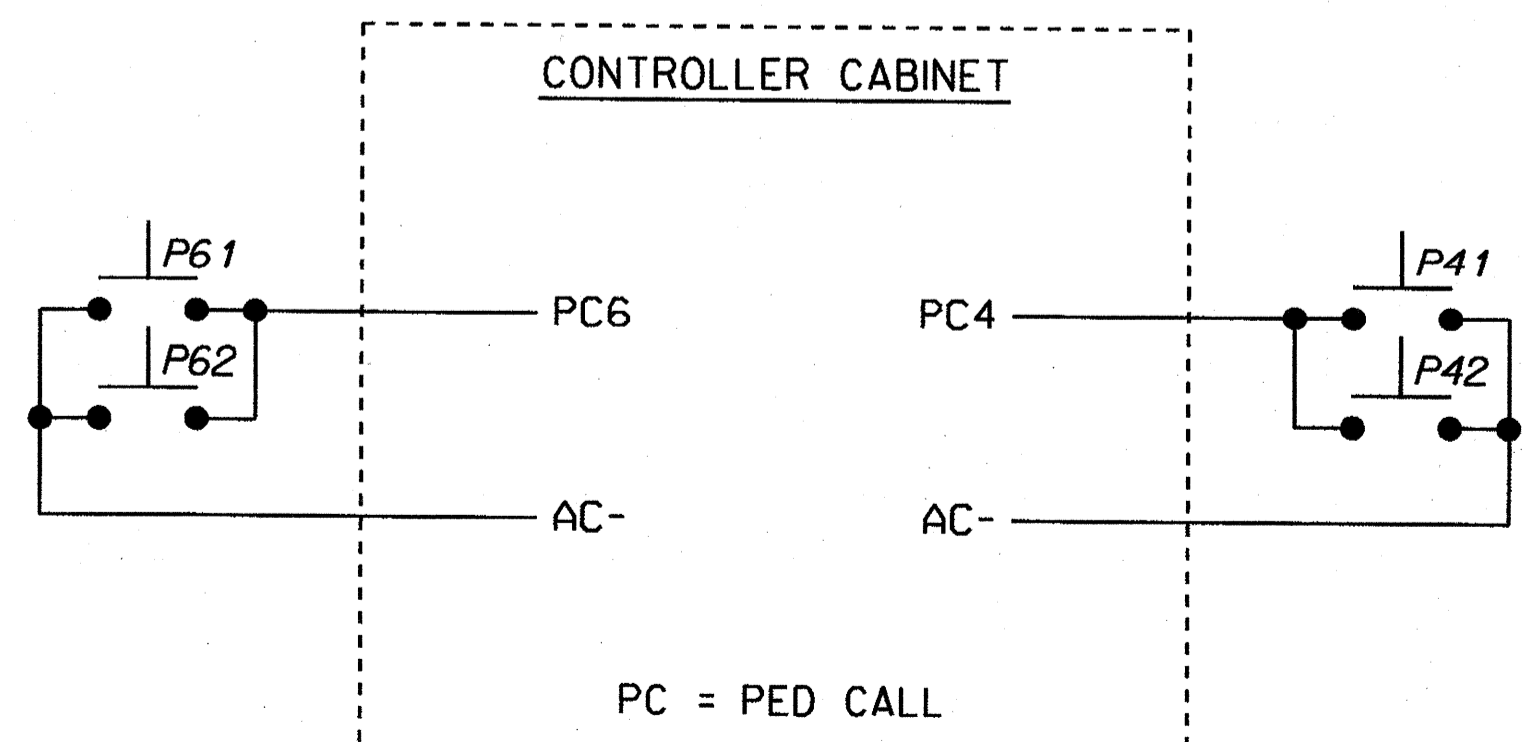 CONTROLLER CABINET
P61
P41
PC6
PC4
P62
P42
AC-
AC-
PC = PED CALL